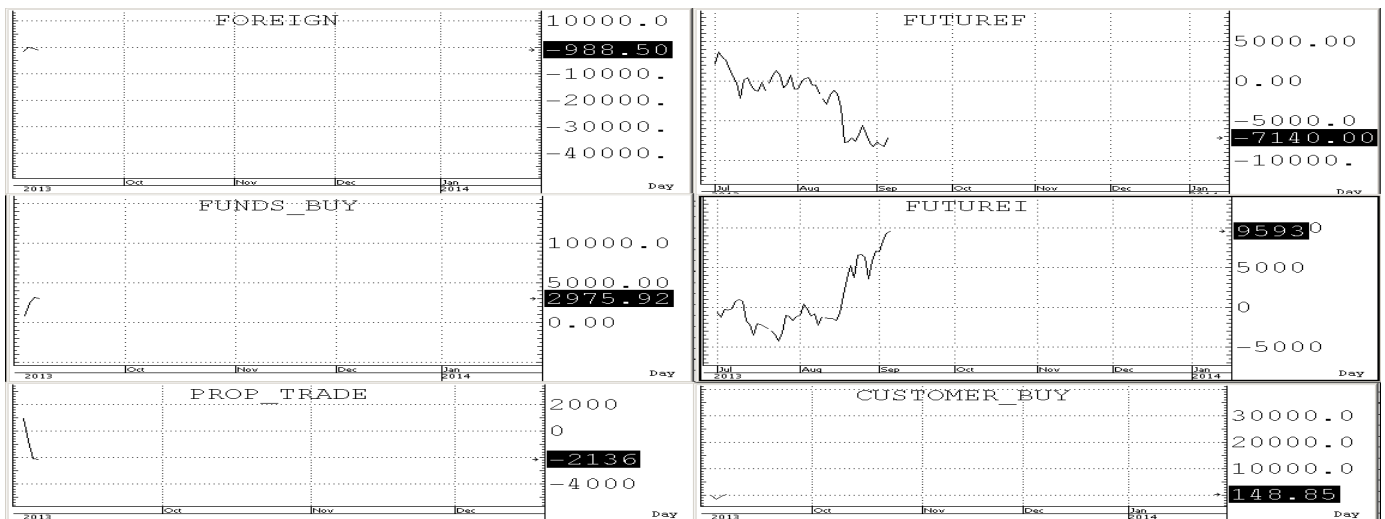 FOREIGN
10000.0
-988.50
-10000.
-20000.
-30000.
-40000.
2013 Oct Nov Dec Jan 2014 Day
FUTUREF
5000.00
0.00
-5000.0
-7140.00
-10000.
Jul Aug Sep Oct Nov Dec Jan Day
FUNDS_BUY
10000.0
5000.00
2975.92
0.00
2013 Oct Nov Dec Jan 2014 Day
FUTUREI
9593
5000
0
-5000
Jul 2013 Aug Sep Oct Nov Dec Jan 2014 Day
PROP_TRADE
2000
0
-2136
-4000
2013 Oct Nov Dec Day
CUSTOMER_BUY
30000.0
20000.0
10000.0
148.85
2013 Oct Nov Dec Jan 2014 Day